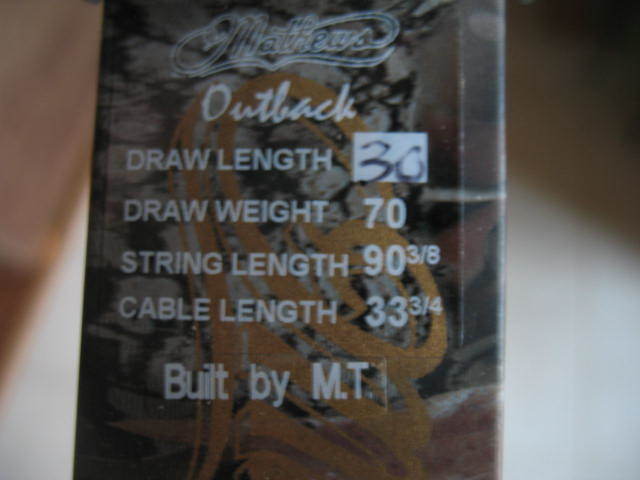 Mathews
Outback
DRAW LENGTH 30
DRAW WEIGHT 70
STRING LENGTH 90 3/8
CABLE LENGTH 33 3/4
Built by M.T.